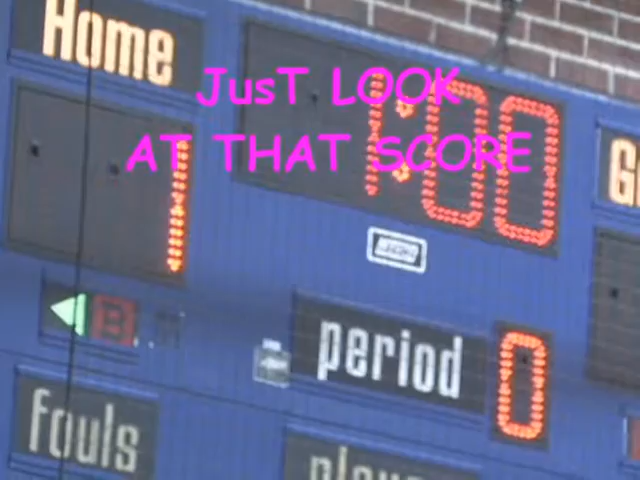 Home
JusT LOOK
AT THAT SCORE
1:00
1
B
period
0
fouls